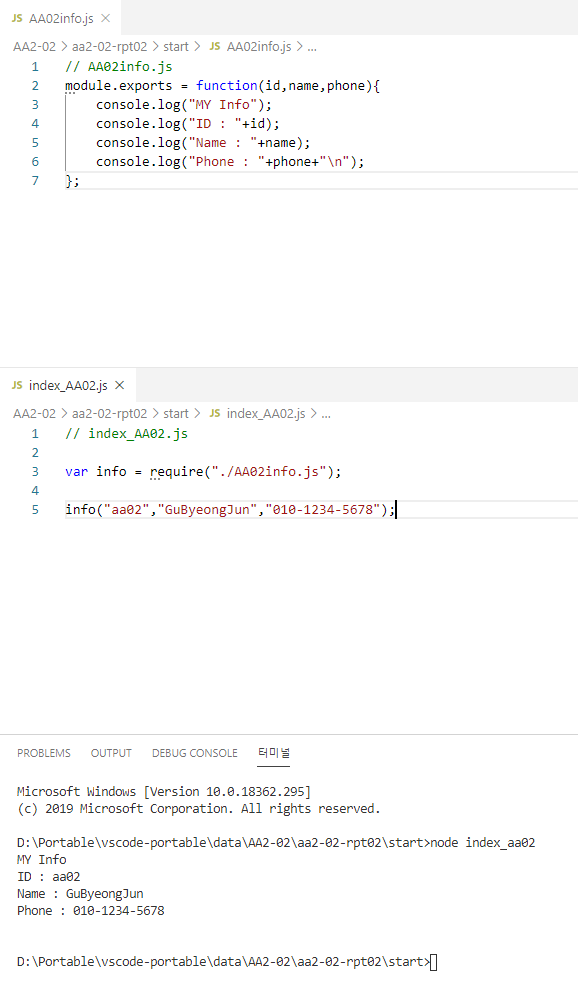 JS AA02info.js ×
AA2-02 > aa2-02-rpt02 > start > JS AA02info.js > ...
1 // AA02info.js
2 module.exports = function(id,name,phone){
3     console.log("MY Info");
4     console.log("ID : "+id);
5     console.log("Name : "+name);
6     console.log("Phone : "+phone+"\n");
7 };
JS index_AA02.js ×
AA2-02 > aa2-02-rpt02 > start > JS index_AA02.js > ...
1 // index_AA02.js
2
3 var info = require("./AA02info.js");
4
5 info("aa02","GuByeongJun","010-1234-5678");
PROBLEMS OUTPUT DEBUG CONSOLE 터미널
Microsoft Windows [Version 10.0.18362.295]
(c) 2019 Microsoft Corporation. All rights reserved.
D:\Portable\vscode-portable\data\AA2-02\aa2-02-rpt02\start>node index_aa02
MY Info
ID : aa02
Name : GuByeongJun
Phone : 010-1234-5678
D:\Portable\vscode-portable\data\AA2-02\aa2-02-rpt02\start>